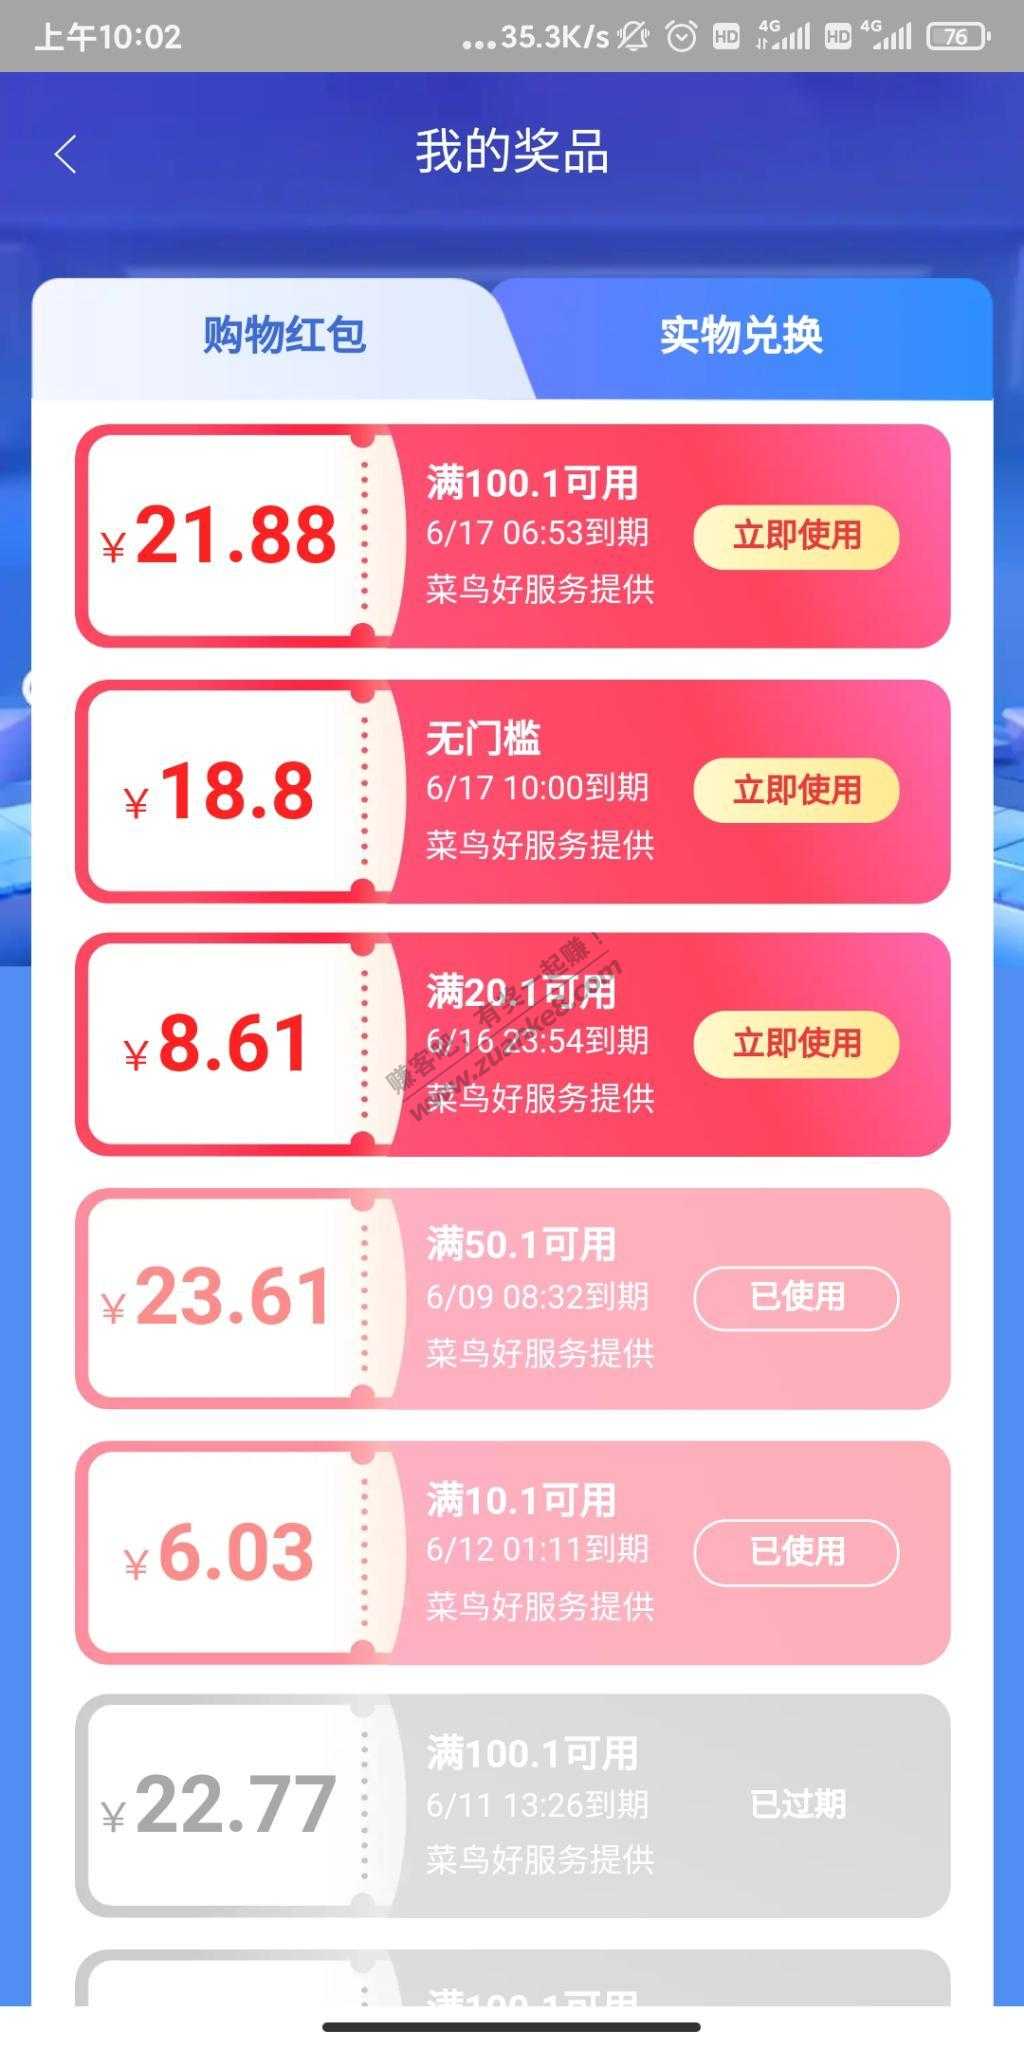 上午10:02
...35.3K/s HD 4G HD 4G 76
我的奖品
购物红包
实物兑换
满100.1可用
¥21.88
6/17 06:53到期
立即使用
菜鸟好服务提供
无门槛
¥18.8
6/17 10:00到期
立即使用
菜鸟好服务提供
满20.1可用
¥8.61
6/16 23:54到期
立即使用
菜鸟好服务提供
赚客吧，有奖一起赚！
www.zuanke8.com
满50.1可用
¥23.61
6/09 08:32到期
已使用
菜鸟好服务提供
满10.1可用
¥6.03
6/12 01:11到期
已使用
菜鸟好服务提供
满100.1可用
¥22.77
6/11 13:26到期
已过期
菜鸟好服务提供
满100.1可用